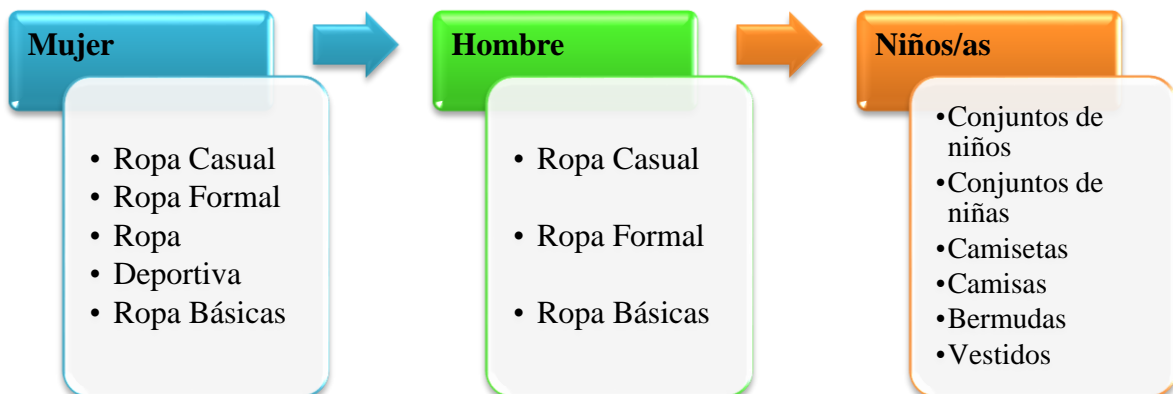 Mujer
• Ropa Casual
• Ropa Formal
• Ropa
• Deportiva
• Ropa Básicas
Hombre
• Ropa Casual
• Ropa Formal
• Ropa Básicas
Niños/as
•Conjuntos de
niños
•Conjuntos de
niñas
•Camisetas
•Camisas
•Bermudas
•Vestidos